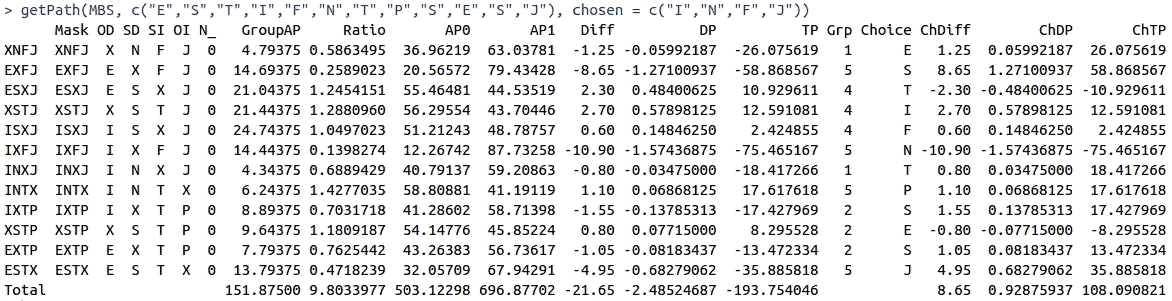 > getPath(MBS, c("E","S","T","I","F","N","T","P","S","E","S","J"), chosen = c("I","N","F","J"))
Mask OD SD SI OI N_ GroupAP Ratio AP0 AP1 Diff DP TP Grp Choice ChDiff ChDP ChTP
XNFJ XNFJ X N F J 0 4.79375 0.5863495 36.96219 63.03781 -1.25 -0.05992187 -26.075619 1 E 1.25 0.05992187 26.075619
EXFJ EXFJ E X F J 0 14.69375 0.2589023 20.56572 79.43428 -8.65 -1.27100937 -58.868567 5 S 8.65 1.27100937 58.868567
ESXJ ESXJ E S X J 0 21.04375 1.2454151 55.46481 44.53519 2.30 0.48400625 10.929611 4 T -2.30 -0.48400625 -10.929611
XSTJ XSTJ X S T J 0 21.44375 1.2880960 56.29554 43.70446 2.70 0.57898125 12.591081 4 I 2.70 0.57898125 12.591081
ISXJ ISXJ I S X J 0 24.74375 1.0497023 51.21243 48.78757 0.60 0.14846250 2.424855 4 F 0.60 0.14846250 2.424855
IXFJ IXFJ I X F J 0 14.44375 0.1398274 12.26742 87.73258 -10.90 -1.57436875 -75.465167 5 N -10.90 -1.57436875 -75.465167
INXJ INXJ I N X J 0 4.34375 0.6889429 40.79137 59.20863 -0.80 -0.03475000 -18.417266 1 T 0.80 0.03475000 18.417266
INTX INTX I N T X 0 6.24375 1.4277035 58.80881 41.19119 1.10 0.06868125 17.617618 5 P 1.10 0.06868125 17.617618
IXTP IXTP I X T P 0 8.89375 0.7031718 41.28602 58.71398 -1.55 -0.13785313 -17.427969 2 S 1.55 0.13785313 17.427969
XSTP XSTP X S T P 0 9.64375 1.1809187 54.14776 45.85224 0.80 0.07715000 8.295528 2 E -0.80 -0.07715000 -8.295528
EXTP EXTP E X T P 0 7.79375 0.7625442 43.26383 56.73617 -1.05 -0.08183437 -13.472334 2 S 1.05 0.08183437 13.472334
ESTX ESTX E S T X 0 13.79375 0.4718239 32.05709 67.94291 -4.95 -0.68279062 -35.885818 5 J 4.95 0.68279062 35.885818
Total 151.87500 9.8033977 503.12298 696.87702 -21.65 -2.48524687 -193.754046 8.65 0.92875937 108.090821